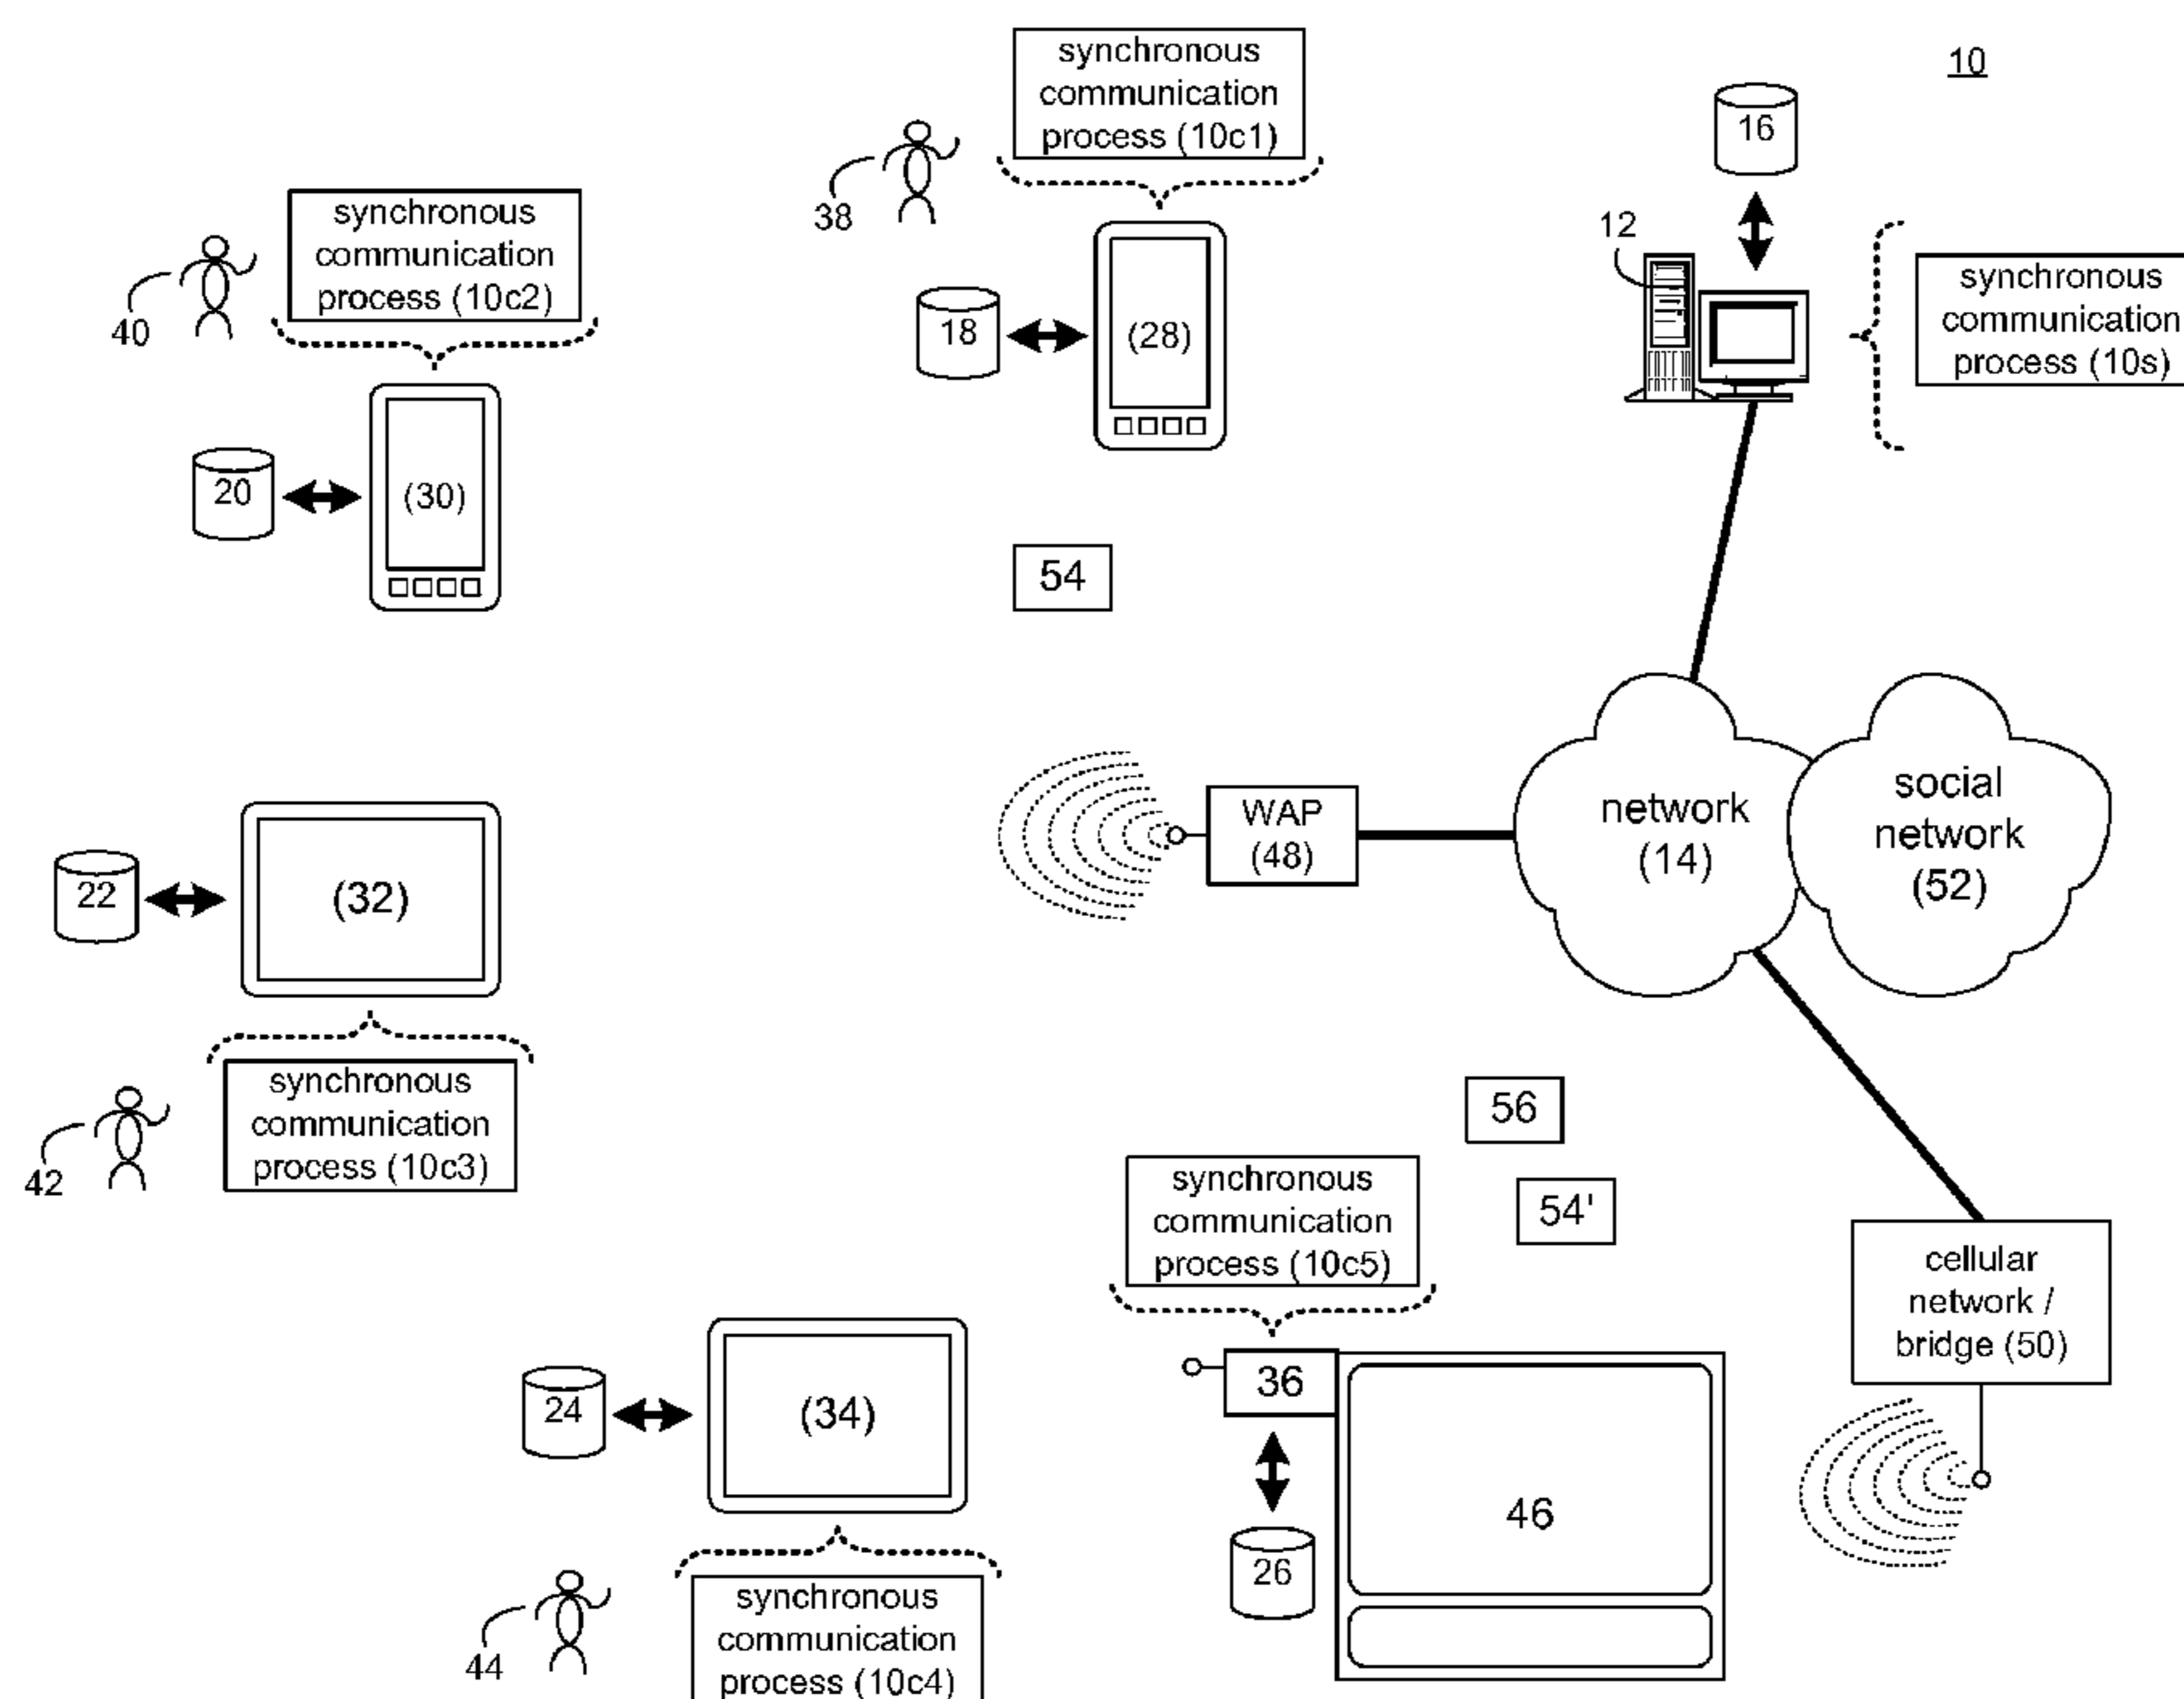 synchronous
communication
process (10c1)
10
16
38
12
synchronous
communication
process (10s)
synchronous
communication
process (10c2)
40
18
(28)
20
(30)
54
WAP
(48)
network
(14)
social
network
(52)
22
(32)
synchronous
communication
process (10c3)
42
56
54'
synchronous
communication
process (10c5)
cellular
network /
bridge (50)
36
24
(34)
46
26
synchronous
communication
process (10c4)
44